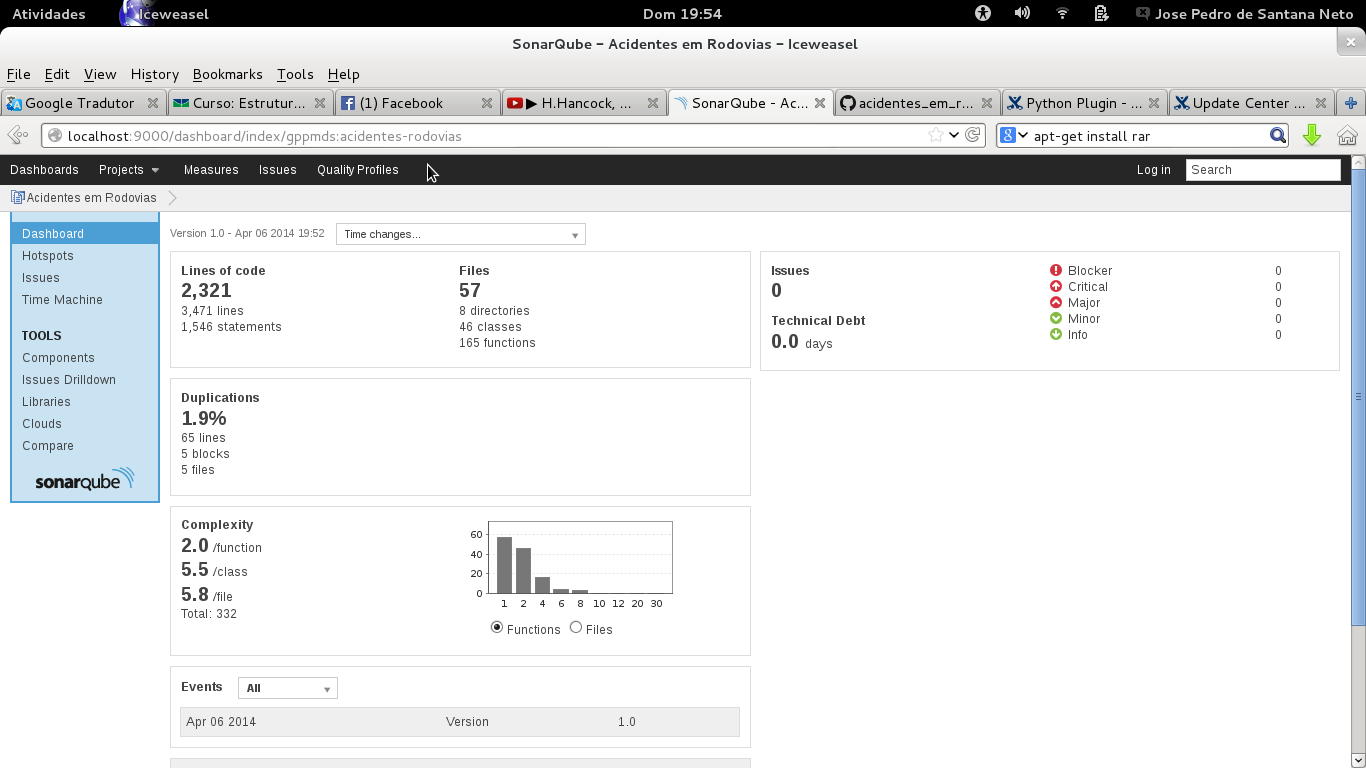 Atividades Iceweasel Dom 19:54 Jose Pedro de Santana Neto
SonarQube - Acidentes em Rodovias - Iceweasel
File Edit View History Bookmarks Tools Help
Google Tradutor Curso: Estrutur... (1) Facebook ▶ H.Hancock, ... SonarQube - Ac... acidentes_em_r... Python Plugin - ... Update Center ...
localhost:9000/dashboard/index/gppmds:acidentes-rodovias apt-get install rar
Dashboards Projects Measures Issues Quality Profiles Log in Search
Acidentes em Rodovias
Dashboard
Hotspots
Issues
Time Machine
TOOLS
Components
Issues Drilldown
Libraries
Clouds
Compare
sonarqube
Version 1.0 - Apr 06 2014 19:52 Time changes...
Lines of code
2,321
3,471 lines
1,546 statements
Files
57
8 directories
46 classes
165 functions
Issues
0
Technical Debt
0.0 days
Blocker 0
Critical 0
Major 0
Minor 0
Info 0
Duplications
1.9%
65 lines
5 blocks
5 files
Complexity
2.0 /function
5.5 /class
5.8 /file
Total: 332
60
40
20
0
1 2 4 6 8 10 12 20 30
Functions Files
Events All
Apr 06 2014 Version 1.0